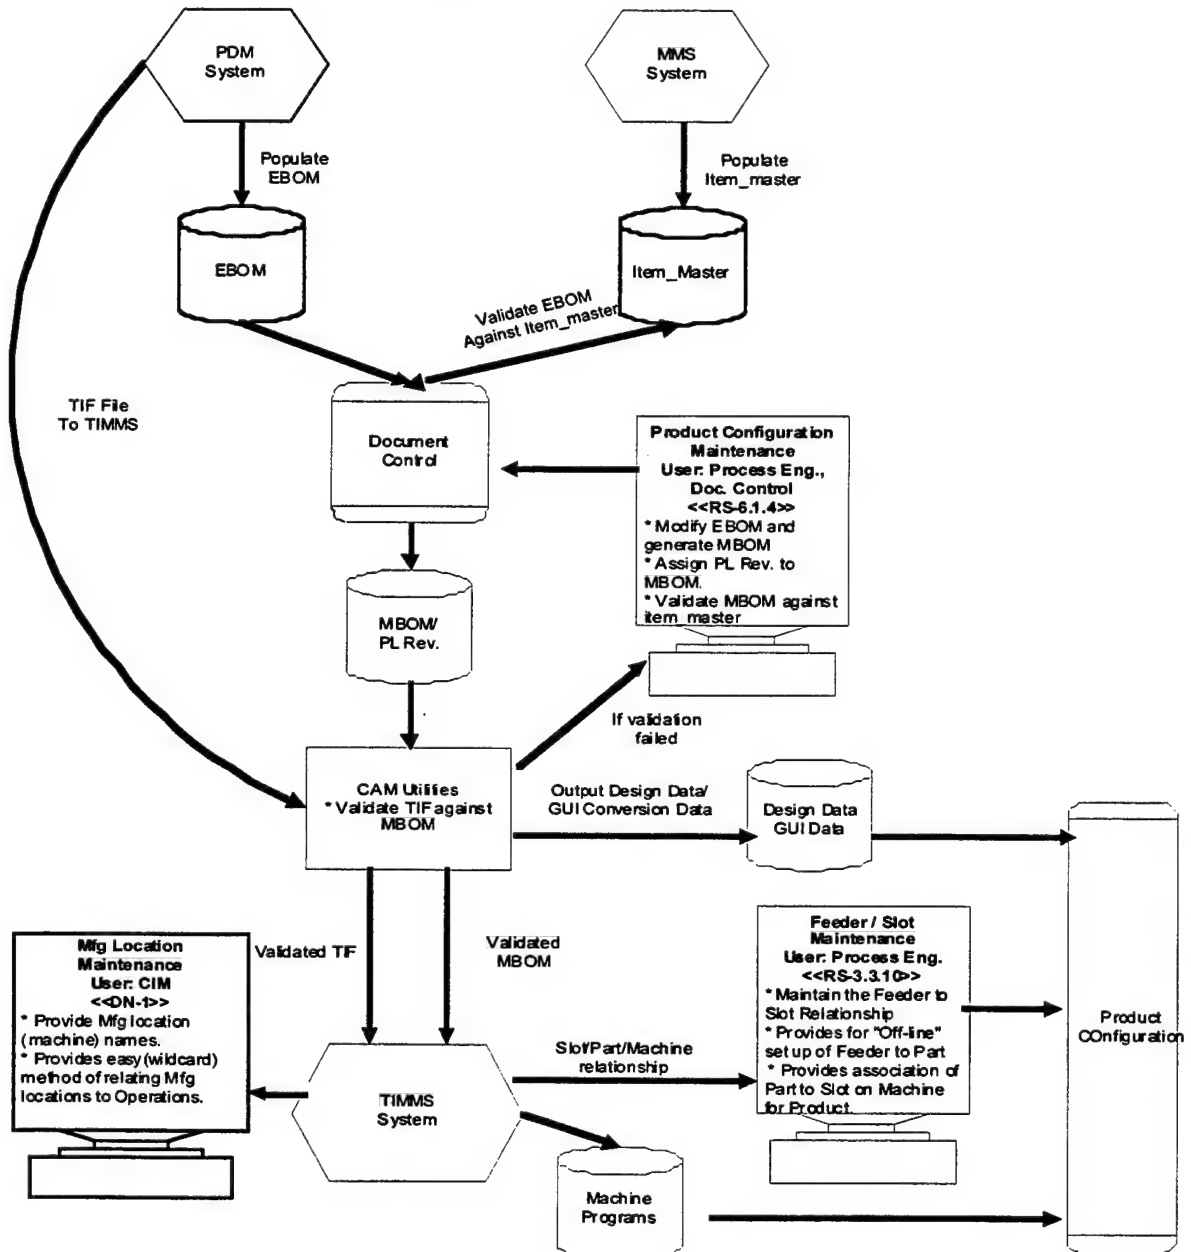 PDM
System
MMS
System
Populate
EBOM
Populate
Item_master
EBOM
Item_Master
Validate EBOM
Against Item_master
TIF File
To TIMMS
Document
Control
Product Configuration
Maintenance
User: Process Eng.,
Doc. Control
<<RS-6.1.4>>
* Modify EBOM and
generate MBOM
* Assign PL Rev. to
MBOM.
* Validate MBOM against
item_master
MBOM/
PL Rev.
If validation
failed
CAM Utilities
* Validate TIF against
MBOM
Output Design Data/
GUI Conversion Data
Design Data
GUI Data
Mfg Location
Maintenance
User: CIM
<<DN-1>>
* Provide Mfg location
(machine) names.
* Provides easy(wildcard)
method of relating Mfg
locations to Operations.
Validated TIF
Validated
MBOM
Feeder / Slot
Maintenance
User: Process Eng.
<<RS-3.3.10>>
* Maintain the Feeder to
Slot Relationship
* Provides for "Off-line"
set up of Feeder to Part
* Provides association of
Part to Slot on Machine
for Product.
Product
COnfiguration
Slot/Part/Machine
relationship
TIMMS
System
Machine
Programs